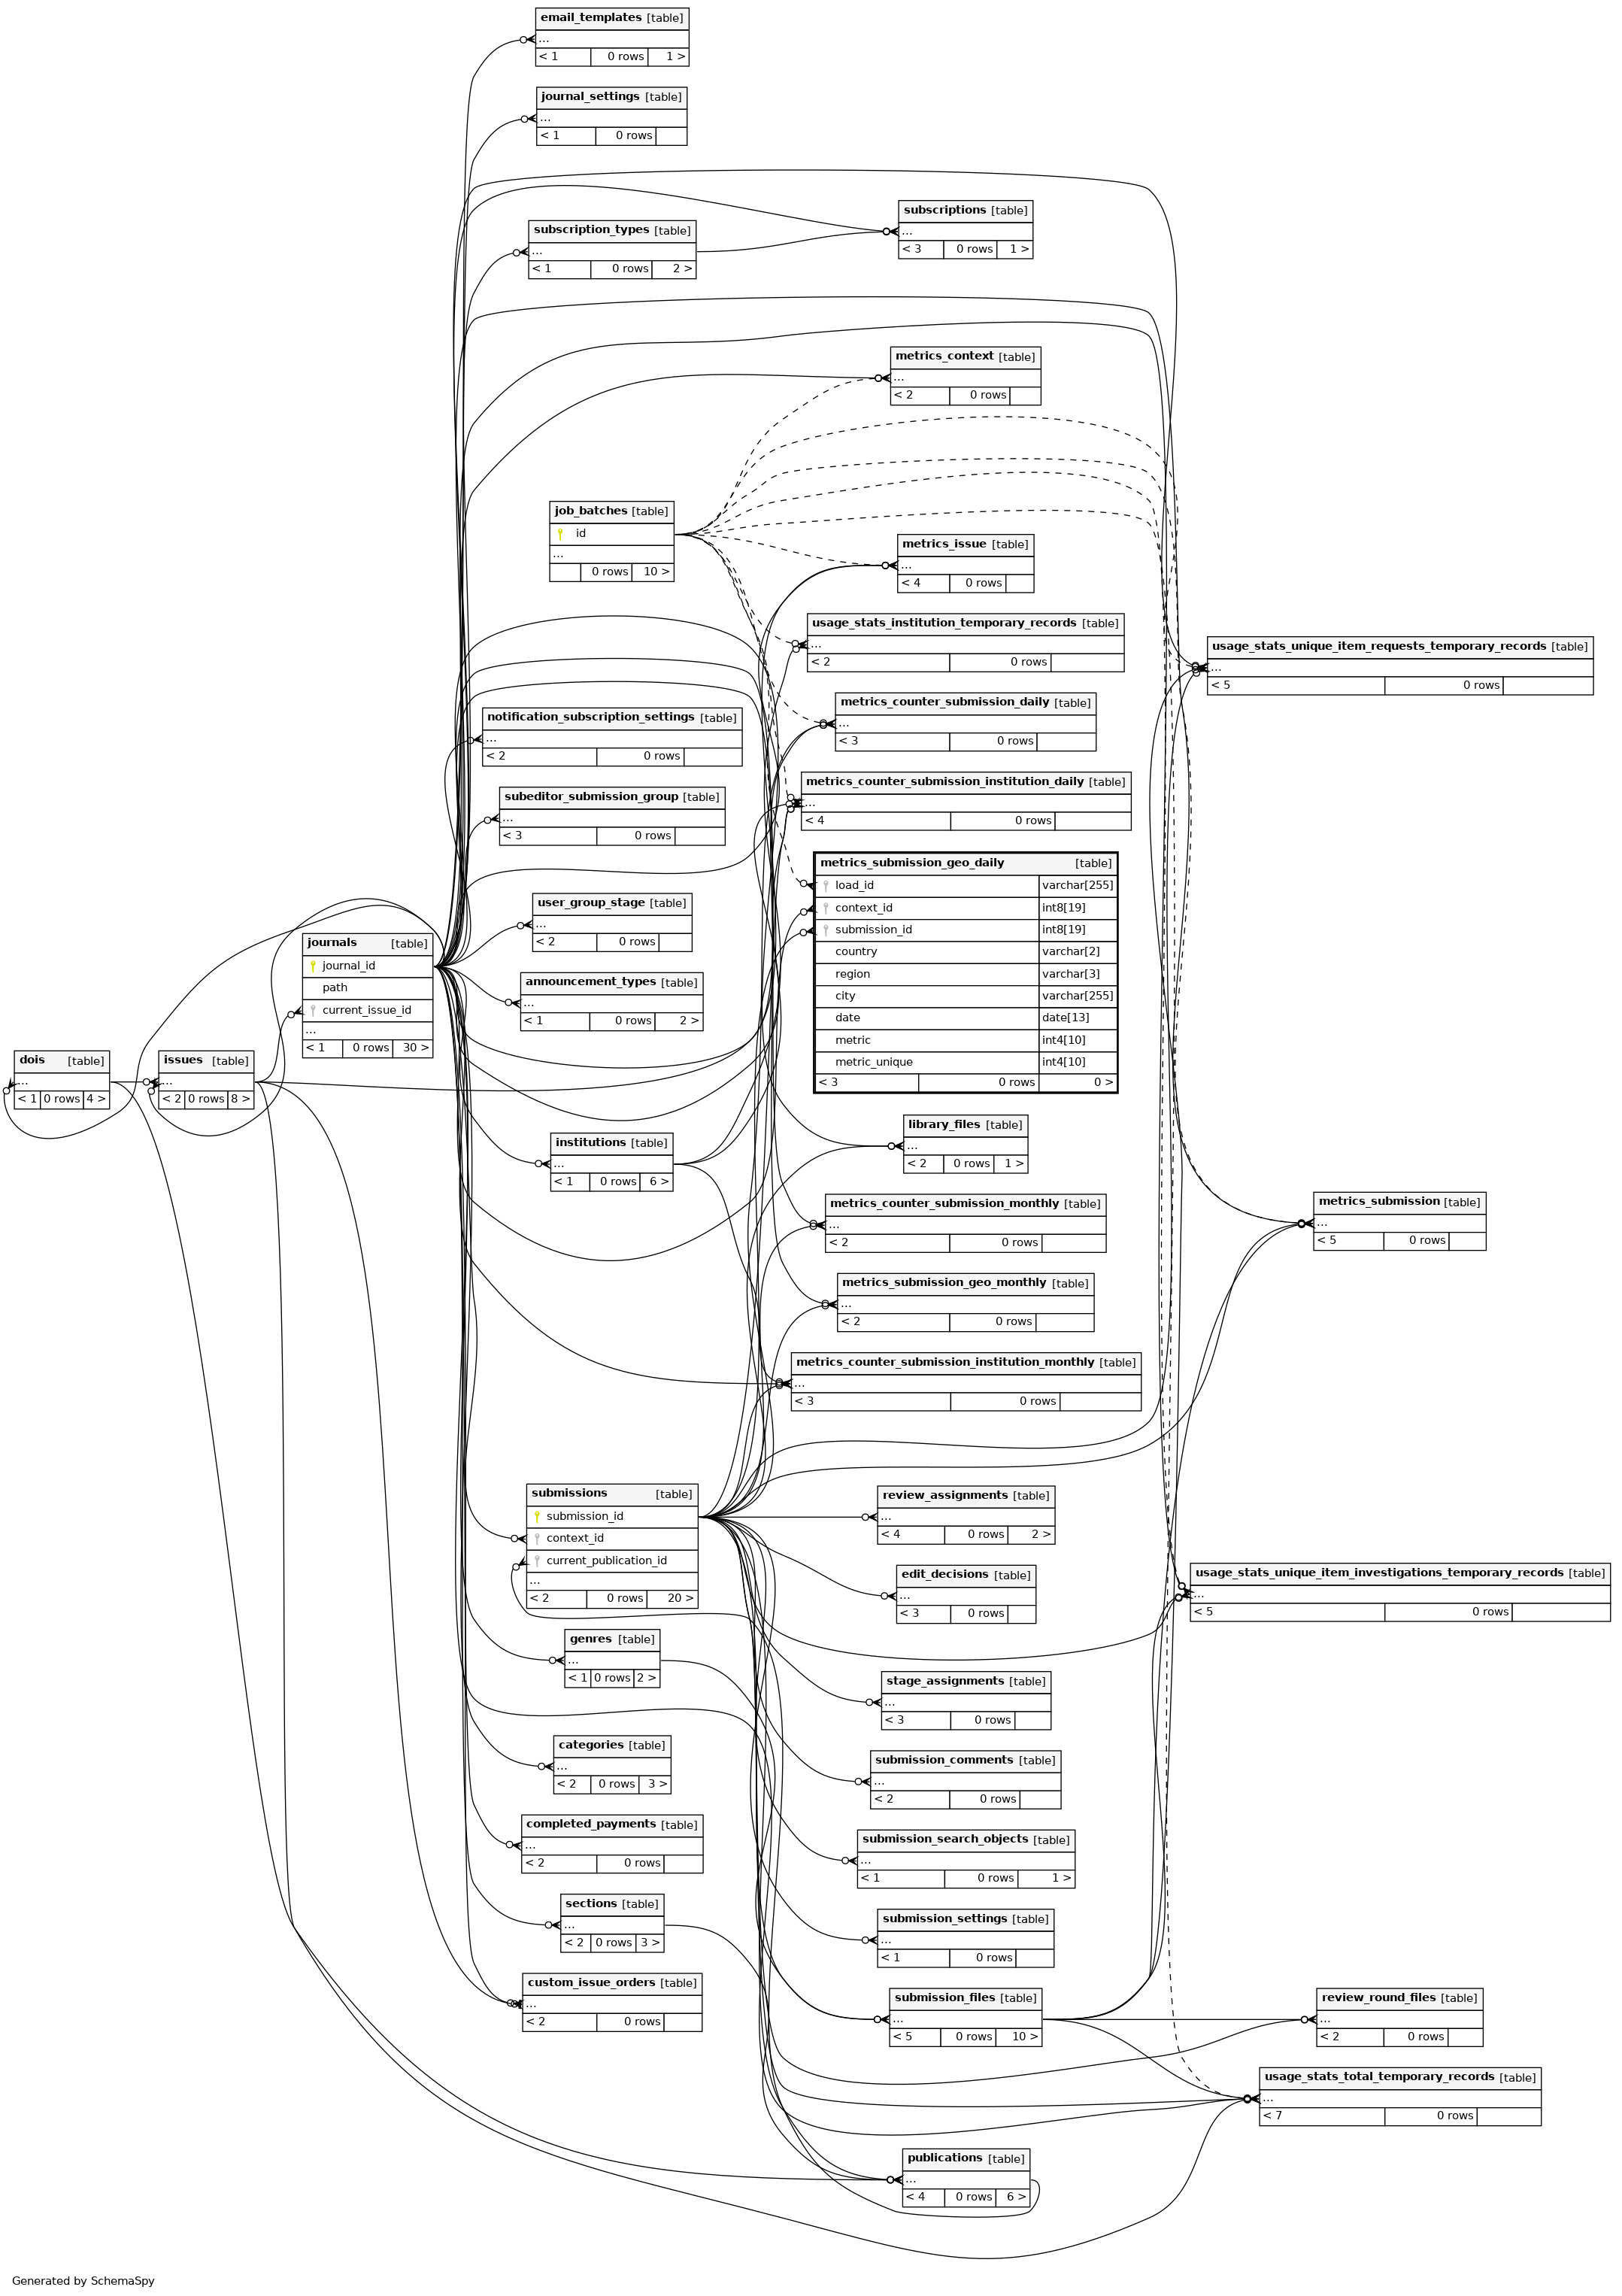 email_templates [table]
...
< 1 0 rows 1 >
journal_settings [table]
...
< 1 0 rows
subscriptions [table]
...
< 3 0 rows 1 >
subscription_types [table]
...
< 1 0 rows 2 >
metrics_context [table]
...
< 2 0 rows
job_batches [table]
id
...
0 rows 10 >
metrics_issue [table]
...
< 4 0 rows
usage_stats_institution_temporary_records [table]
...
< 2 0 rows
usage_stats_unique_item_requests_temporary_records [table]
...
< 5 0 rows
metrics_counter_submission_daily [table]
...
< 3 0 rows
notification_subscription_settings [table]
...
< 2 0 rows
metrics_counter_submission_institution_daily [table]
...
< 4 0 rows
subeditor_submission_group [table]
...
< 3 0 rows
metrics_submission_geo_daily [table]
load_id varchar[255]
context_id int8[19]
submission_id int8[19]
country varchar[2]
region varchar[3]
city varchar[255]
date date[13]
metric int4[10]
metric_unique int4[10]
< 3 0 rows 0 >
user_group_stage [table]
...
< 2 0 rows
journals [table]
journal_id
path
current_issue_id
...
< 1 0 rows 30 >
announcement_types [table]
...
< 1 0 rows 2 >
dois [table]
...
< 1 0 rows 4 >
issues [table]
...
< 2 0 rows 8 >
library_files [table]
...
< 2 0 rows 1 >
institutions [table]
...
< 1 0 rows 6 >
metrics_counter_submission_monthly [table]
...
< 2 0 rows
metrics_submission [table]
...
< 5 0 rows
metrics_submission_geo_monthly [table]
...
< 2 0 rows
metrics_counter_submission_institution_monthly [table]
...
< 3 0 rows
submissions [table]
submission_id
context_id
current_publication_id
...
< 2 0 rows 20 >
review_assignments [table]
...
< 4 0 rows 2 >
edit_decisions [table]
...
< 3 0 rows
usage_stats_unique_item_investigations_temporary_records [table]
...
< 5 0 rows
genres [table]
...
< 1 0 rows 2 >
stage_assignments [table]
...
< 3 0 rows
categories [table]
...
< 2 0 rows 3 >
submission_comments [table]
...
< 2 0 rows
completed_payments [table]
...
< 2 0 rows
submission_search_objects [table]
...
< 1 0 rows 1 >
sections [table]
...
< 2 0 rows 3 >
submission_settings [table]
...
< 1 0 rows
custom_issue_orders [table]
...
< 2 0 rows
submission_files [table]
...
< 5 0 rows 10 >
review_round_files [table]
...
< 2 0 rows
usage_stats_total_temporary_records [table]
...
< 7 0 rows
publications [table]
...
< 4 0 rows 6 >
Generated by SchemaSpy